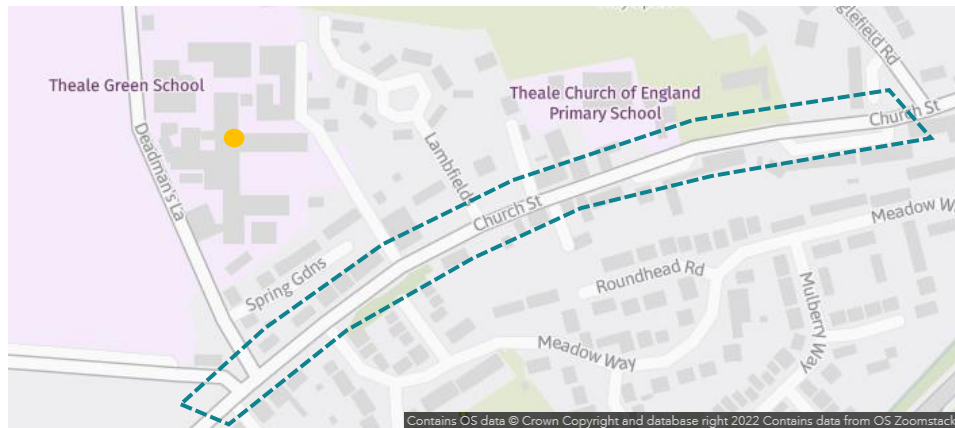 Theale Green School
Theale Church of England
Primary School
Church St
Deadman's La
Lambfield
Church St
Spring Gdns
Meadow W
Roundhead Rd
Mulberry Way
Meadow Way
Contains OS data © Crown Copyright and database right 2022 Contains data from OS Zoomstack